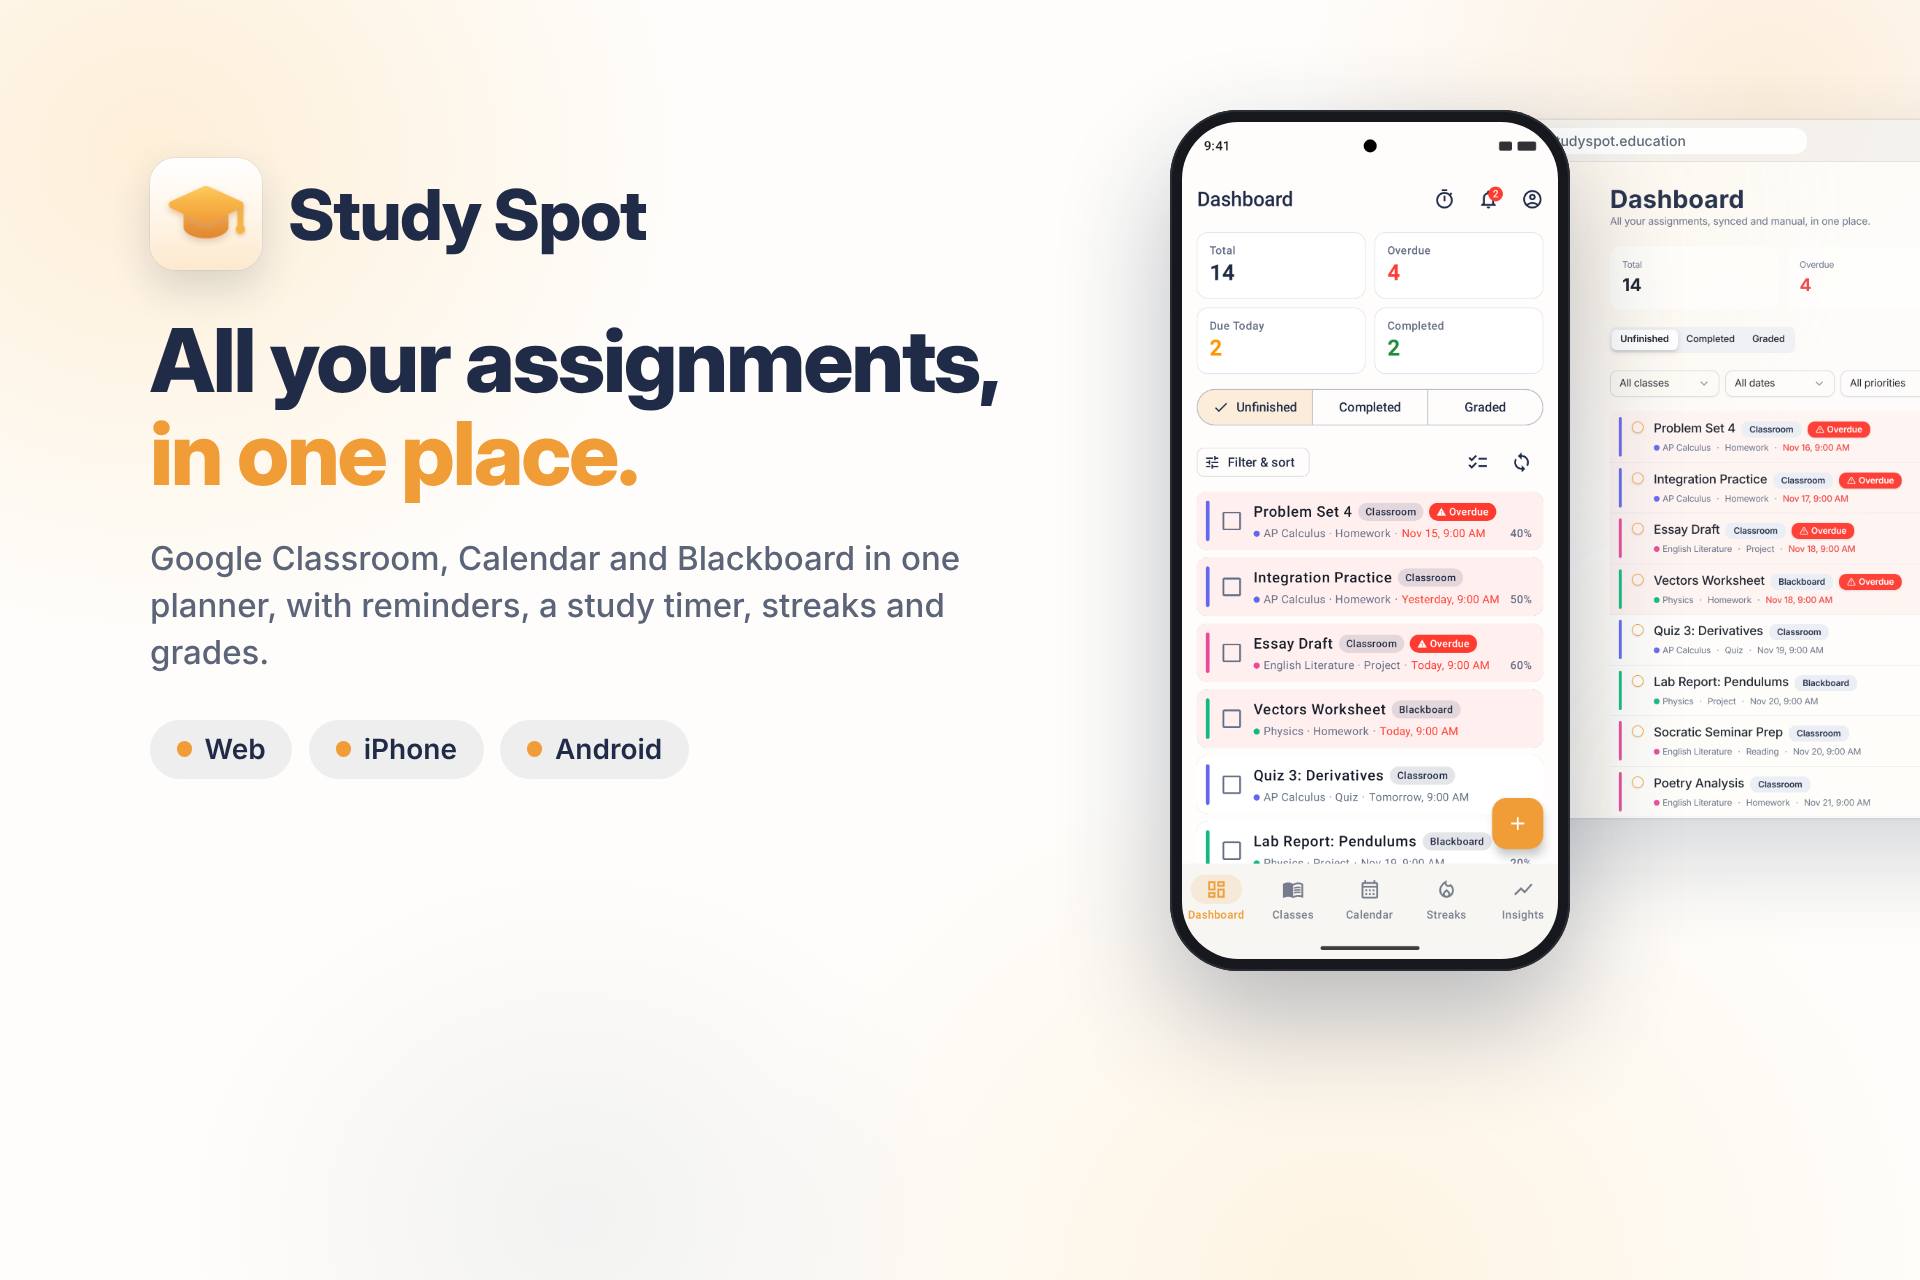 Study Spot
All your assignments,
in one place.
Google Classroom, Calendar and Blackboard in one
planner, with reminders, a study timer, streaks and
grades.
Web
iPhone
Android
9:41
Dashboard
2
Total
14
Overdue
4
Due Today
2
Completed
2
Unfinished
Completed
Graded
Filter & sort
Problem Set 4 Classroom Overdue
AP Calculus · Homework · Nov 15, 9:00 AM 40%
Integration Practice Classroom
AP Calculus · Homework · Yesterday, 9:00 AM 50%
Essay Draft Classroom Overdue
English Literature · Project · Today, 9:00 AM 60%
Vectors Worksheet Blackboard
Physics · Homework · Today, 9:00 AM
Quiz 3: Derivatives Classroom
AP Calculus · Quiz · Tomorrow, 9:00 AM
+
Lab Report: Pendulums Blackboard
Physics · Project · Nov 19, 9:00 AM 20%
Dashboard Classes Calendar Streaks Insights
udyspot.education
Dashboard
All your assignments, synced and manual, in one place.
Total
14
Overdue
4
Unfinished Completed Graded
All classes All dates All priorities
Problem Set 4 Classroom Overdue
AP Calculus · Homework · Nov 16, 9:00 AM
Integration Practice Classroom Overdue
AP Calculus · Homework · Nov 17, 9:00 AM
Essay Draft Classroom Overdue
English Literature · Project · Nov 18, 9:00 AM
Vectors Worksheet Blackboard Overdue
Physics · Homework · Nov 18, 9:00 AM
Quiz 3: Derivatives Classroom
AP Calculus · Quiz · Nov 19, 9:00 AM
Lab Report: Pendulums Blackboard
Physics · Project · Nov 20, 9:00 AM
Socratic Seminar Prep Classroom
English Literature · Reading · Nov 20, 9:00 AM
Poetry Analysis Classroom
English Literature · Homework · Nov 21, 9:00 AM